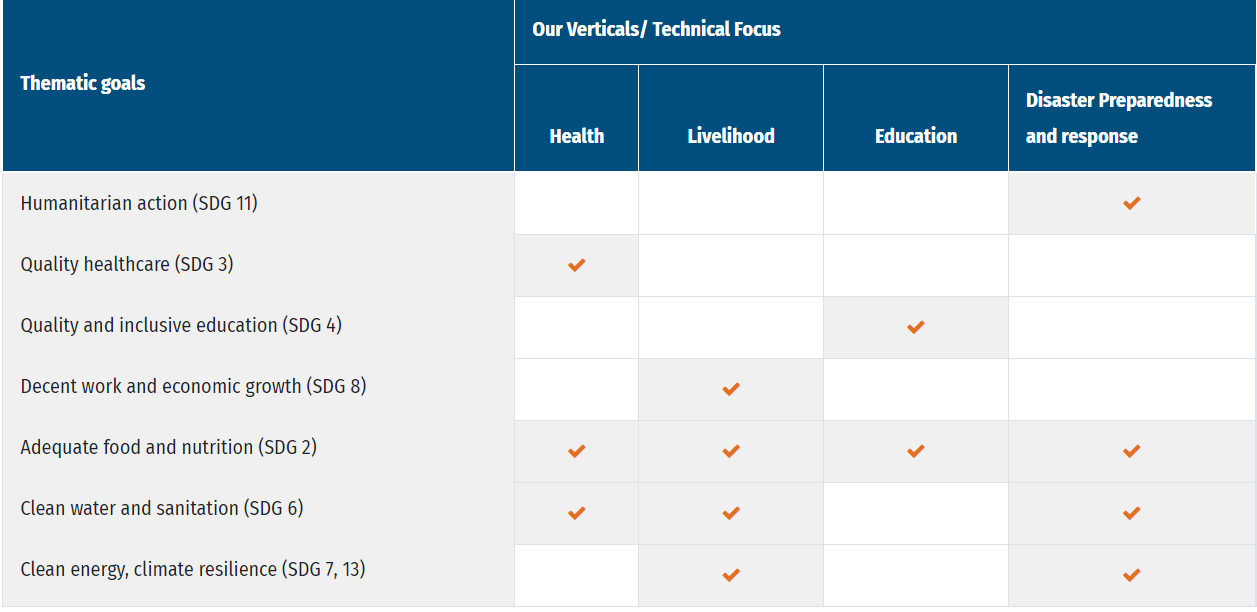 Our Verticals/ Technical Focus
Thematic goals
Health
Livelihood
Education
Disaster Preparedness
and response
Humanitarian action (SDG 11)
Quality healthcare (SDG 3)
Quality and inclusive education (SDG 4)
Decent work and economic growth (SDG 8)
Adequate food and nutrition (SDG 2)
Clean water and sanitation (SDG 6)
Clean energy, climate resilience (SDG 7, 13)